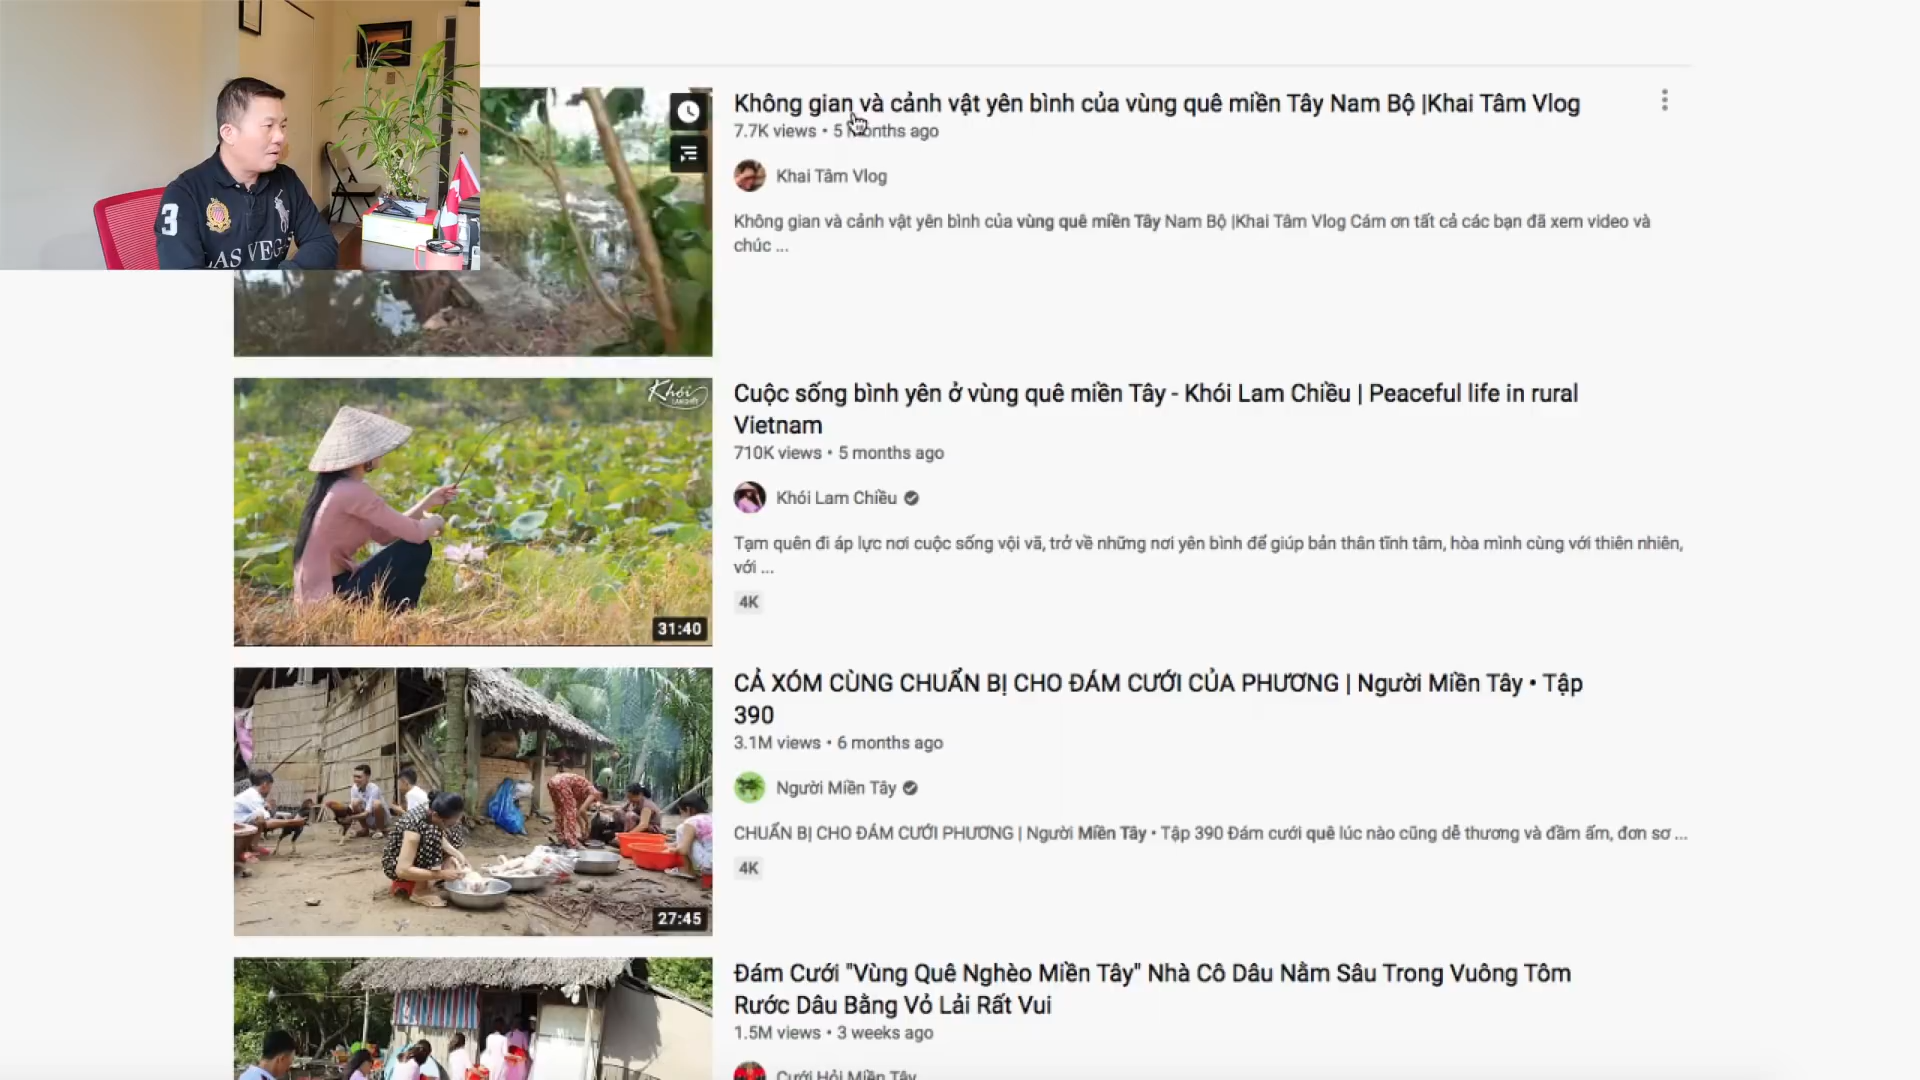 3
LAS VEGA
Không gian và cảnh vật yên bình của vùng quê miền Tây Nam Bộ |Khai Tâm Vlog
7.7K views • 5 months ago
Khai Tâm Vlog
Không gian và cảnh vật yên bình của vùng quê miền Tây Nam Bộ |Khai Tâm Vlog Cám ơn tất cả các bạn đã xem video và
chúc ...
Khói
LAM CHIỀU
31:40
Cuộc sống bình yên ở vùng quê miền Tây - Khói Lam Chiều | Peaceful life in rural
Vietnam
710K views • 5 months ago
Khói Lam Chiều
Tạm quên đi áp lực nơi cuộc sống vội vã, trở về những nơi yên bình để giúp bản thân tĩnh tâm, hòa mình cùng với thiên nhiên,
với ...
4K
27:45
CẢ XÓM CÙNG CHUẨN BỊ CHO ĐÁM CƯỚI CỦA PHƯƠNG | Người Miền Tây • Tập
390
3.1M views • 6 months ago
Người Miền Tây
CHUẨN BỊ CHO ĐÁM CƯỚI PHƯƠNG | Người Miền Tây • Tập 390 Đám cưới quê lúc nào cũng dễ thương và đầm ấm, đơn sơ ...
4K
Đám Cưới "Vùng Quê Nghèo Miền Tây" Nhà Cô Dâu Nằm Sâu Trong Vuông Tôm
Rước Dâu Bằng Vỏ Lải Rất Vui
1.5M views • 3 weeks ago
Cưới Hỏi Miền Tây